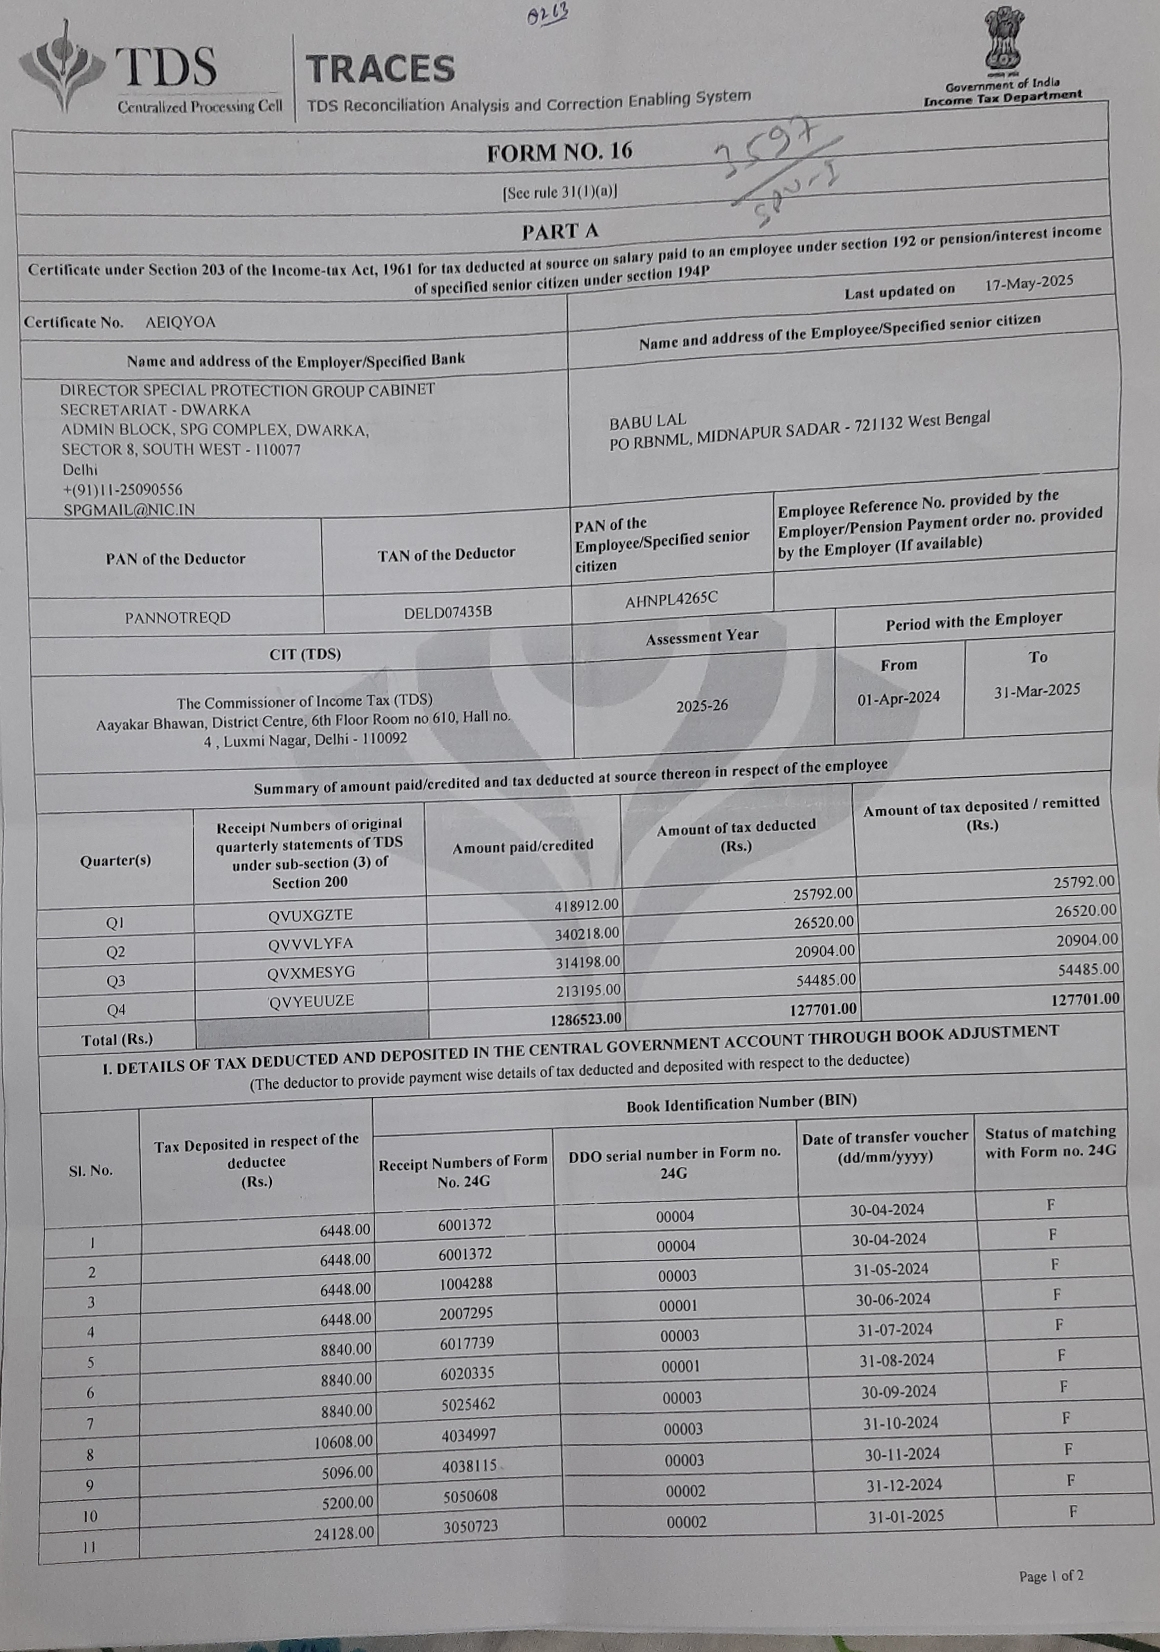 8263
TDS
Centralized Processing Cell
TRACES
TDS Reconciliation Analysis and Correction Enabling System
Government of India
Income Tax Department
FORM NO. 16
3597
SPV-I
[See rule 31(1)(a)]
PART A
Certificate under Section 203 of the Income-tax Act, 1961 for tax deducted at source on salary paid to an employee under section 192 or pension/interest income
of specified senior citizen under section 194P
Certificate No. AEIQYOA
Last updated on 17-May-2025
Name and address of the Employer/Specified Bank
Name and address of the Employee/Specified senior citizen
DIRECTOR SPECIAL PROTECTION GROUP CABINET
SECRETARIAT - DWARKA
ADMIN BLOCK, SPG COMPLEX, DWARKA,
SECTOR 8, SOUTH WEST - 110077
Delhi
+(91)11-25090556
SPGMAIL@NIC.IN
BABU LAL
PO RBNML, MIDNAPUR SADAR - 721132 West Bengal
PAN of the Deductor
TAN of the Deductor
PAN of the
Employee/Specified senior
citizen
Employee Reference No. provided by the
Employer/Pension Payment order no. provided
by the Employer (If available)
PANNOTREQD
DELD07435B
AHNPL4265C
CIT (TDS)
Assessment Year
Period with the Employer
From
To
The Commissioner of Income Tax (TDS)
Aayakar Bhawan, District Centre, 6th Floor Room no 610, Hall no.
4 , Luxmi Nagar, Delhi - 110092
2025-26
01-Apr-2024
31-Mar-2025
Summary of amount paid/credited and tax deducted at source thereon in respect of the employee
Quarter(s)
Receipt Numbers of original
quarterly statements of TDS
under sub-section (3) of
Section 200
Amount paid/credited
Amount of tax deducted
(Rs.)
Amount of tax deposited / remitted
(Rs.)
Q1 QVUXGZTE 418912.00 25792.00 25792.00
Q2 QVVVLYFA 340218.00 26520.00 26520.00
Q3 QVXMESYG 314198.00 20904.00 20904.00
Q4 QVYEUUZE 213195.00 54485.00 54485.00
Total (Rs.) 1286523.00 127701.00 127701.00
I. DETAILS OF TAX DEDUCTED AND DEPOSITED IN THE CENTRAL GOVERNMENT ACCOUNT THROUGH BOOK ADJUSTMENT
(The deductor to provide payment wise details of tax deducted and deposited with respect to the deductee)
Sl. No.
Tax Deposited in respect of the
deductee
(Rs.)
Book Identification Number (BIN)
Receipt Numbers of Form
No. 24G
DDO serial number in Form no.
24G
Date of transfer voucher
(dd/mm/yyyy)
Status of matching
with Form no. 24G
1 6448.00 6001372 00004 30-04-2024 F
2 6448.00 6001372 00004 30-04-2024 F
3 6448.00 1004288 00003 31-05-2024 F
4 6448.00 2007295 00001 30-06-2024 F
5 8840.00 6017739 00003 31-07-2024 F
6 8840.00 6020335 00001 31-08-2024 F
7 8840.00 5025462 00003 30-09-2024 F
8 10608.00 4034997 00003 31-10-2024 F
9 5096.00 4038115 00003 30-11-2024 F
10 5200.00 5050608 00002 31-12-2024 F
11 24128.00 3050723 00002 31-01-2025 F
Page 1 of 2